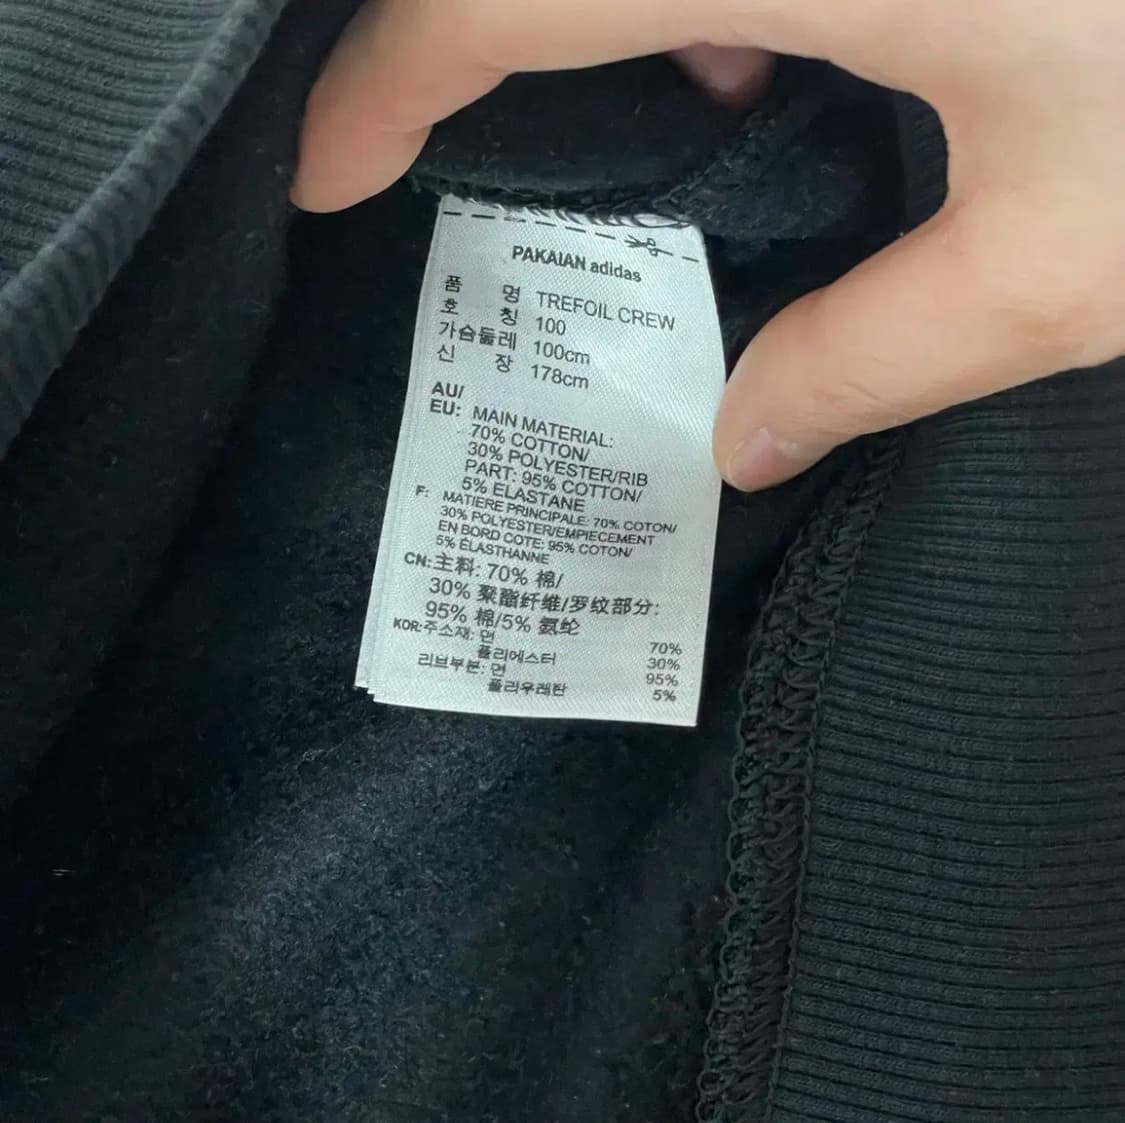 PAKAIAN adidas
품 명 TREFOIL CREW
호 칭 100
가슴둘레 100cm
신 장 178cm
AU/
EU: MAIN MATERIAL:
70% COTTON/
30% POLYESTER/RIB
PART: 95% COTTON/
5% ELASTANE
F: MATIERE PRINCIPALE: 70% COTON/
30% POLYESTER/EMPIECEMENT
EN BORD COTE: 95% COTON/
5% ÉLASTHANNE
CN:主料: 70% 棉/
30% 聚酯纤维/罗纹部分:
95% 棉/5% 氨纶
KOR:주소재: 면 70%
폴리에스터 30%
리브부분: 면 95%
폴리우레탄 5%